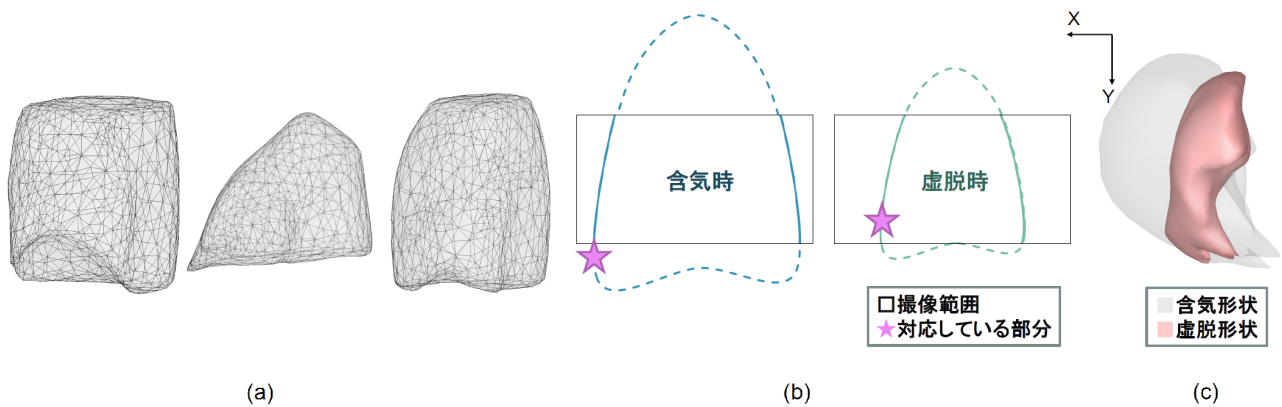 X
Y
含気時
虚脱時
□撮像範囲
★対応している部分
含気形状
虚脱形状
(a)
(b)
(c)